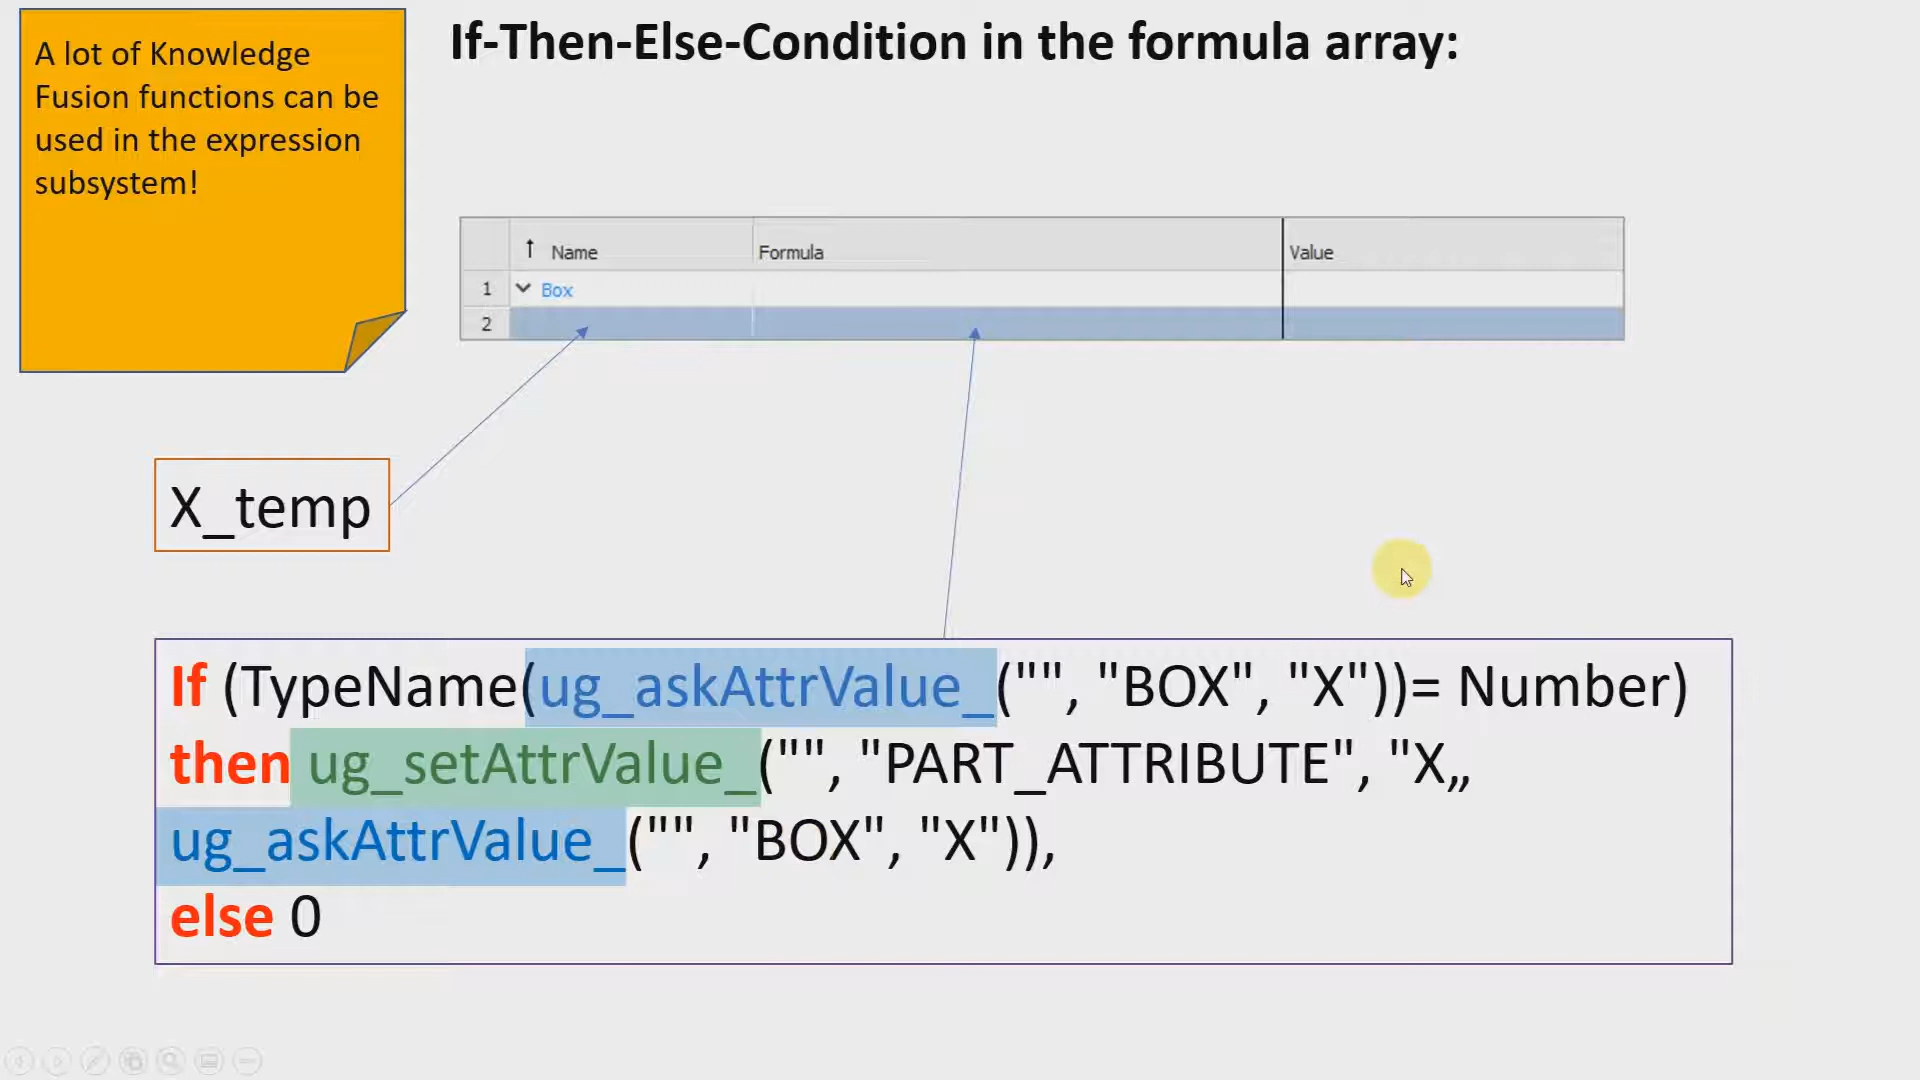 A lot of Knowledge
Fusion functions can be
used in the expression
subsystem!
If-Then-Else-Condition in the formula array:
↑ Name Formula Value
1 Box
2
X_temp
If (TypeName(ug_askAttrValue_("", "BOX", "X"))= Number)
then ug_setAttrValue_("", "PART_ATTRIBUTE", "X„
ug_askAttrValue_("", "BOX", "X")),
else 0